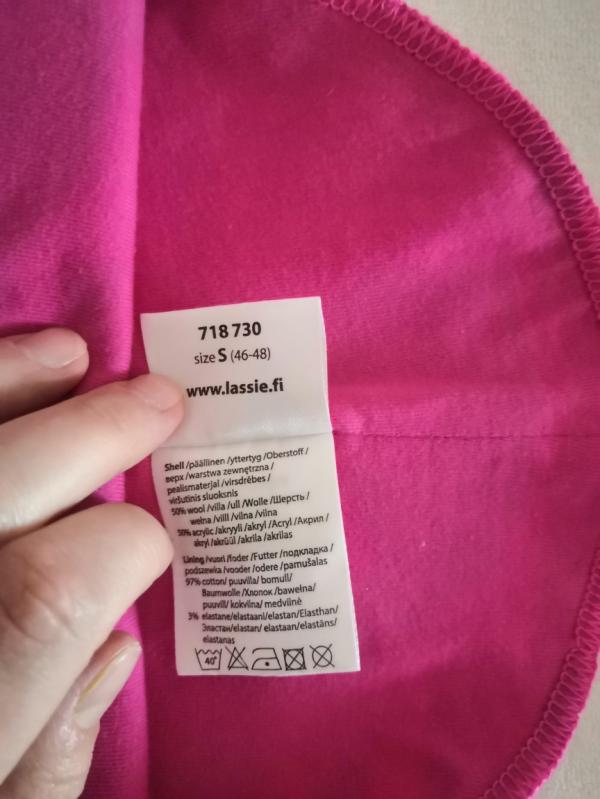 718 730
size S (46-48)
www.lassie.fi
Shell /päällinen /yttertyg /Oberstoff /
верх /warstwa zewnętrzna /
pealismaterjal /virsdrēbes /
viršutinis sluoksnis
50% wool /villa /ull /Wolle /Шерсть /
wełna /villl /vilna /vilna
50% acrylic /akryyli /akryl /Acryl /Акрил /
akryl /akrüül /akrila /akrilas
Lining /vuori /foder /Futter /подкладка /
podszewka /vooder /odere /pamušalas
97% cotton/ puuvilla/ bomull/
Baumwolle /Хлопок /bawełna/
puuvill/ kokvilna/ medvilnė
3% elastane/elastaani/elastan/Elasthan/
Эластан/elastan/ elastaan/elastāns/
elastanas
40°